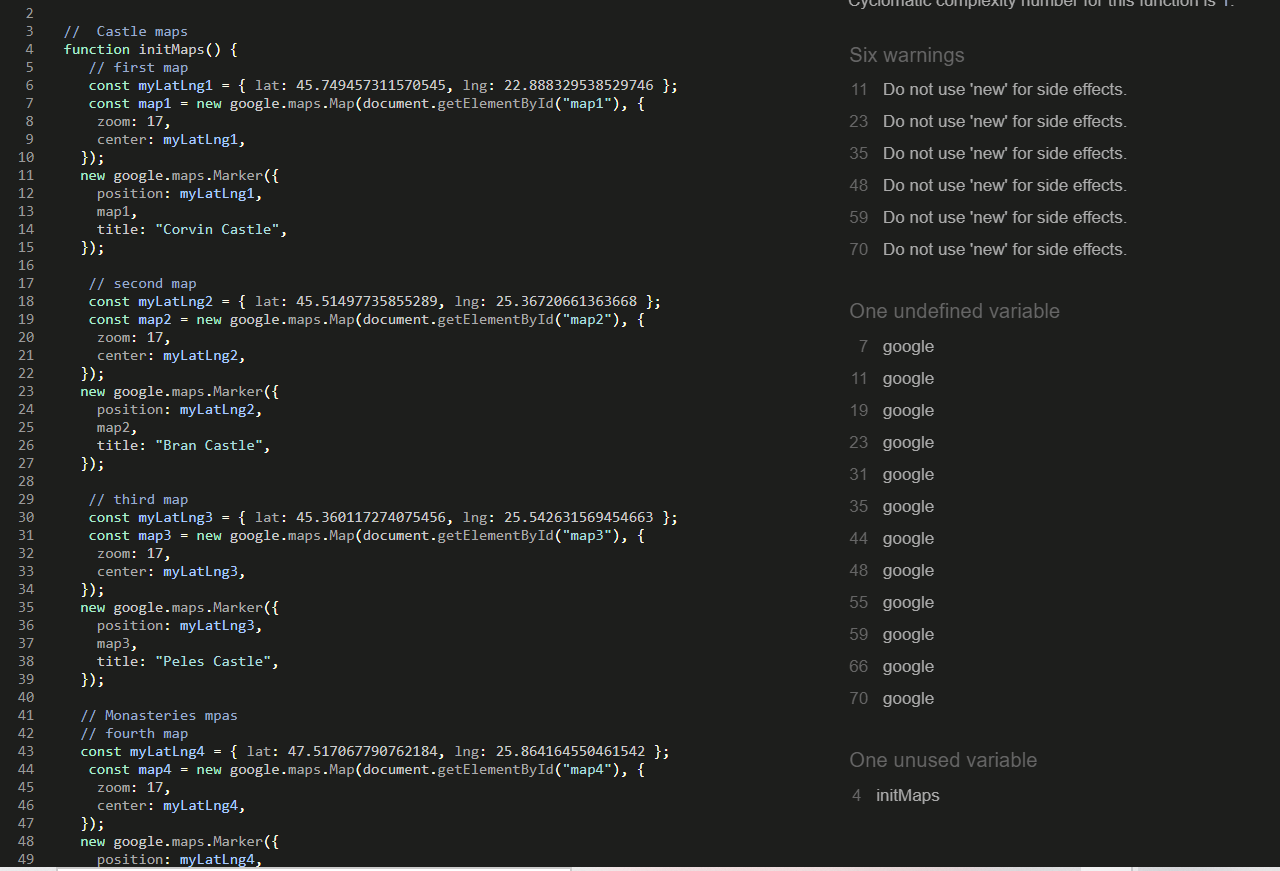 Cyclomatic complexity number for this function is 1.
2
3 // Castle maps
4 function initMaps() {
5 // first map
6 const myLatLng1 = { lat: 45.749457311570545, lng: 22.888329538529746 };
7 const map1 = new google.maps.Map(document.getElementById("map1"), {
8 zoom: 17,
9 center: myLatLng1,
10 });
11 new google.maps.Marker({
12 position: myLatLng1,
13 map1,
14 title: "Corvin Castle",
15 });
16
17 // second map
18 const myLatLng2 = { lat: 45.51497735855289, lng: 25.36720661363668 };
19 const map2 = new google.maps.Map(document.getElementById("map2"), {
20 zoom: 17,
21 center: myLatLng2,
22 });
23 new google.maps.Marker({
24 position: myLatLng2,
25 map2,
26 title: "Bran Castle",
27 });
28
29 // third map
30 const myLatLng3 = { lat: 45.360117274075456, lng: 25.542631569454663 };
31 const map3 = new google.maps.Map(document.getElementById("map3"), {
32 zoom: 17,
33 center: myLatLng3,
34 });
35 new google.maps.Marker({
36 position: myLatLng3,
37 map3,
38 title: "Peles Castle",
39 });
40
41 // Monasteries mpas
42 // fourth map
43 const myLatLng4 = { lat: 47.517067790762184, lng: 25.864164550461542 };
44 const map4 = new google.maps.Map(document.getElementById("map4"), {
45 zoom: 17,
46 center: myLatLng4,
47 });
48 new google.maps.Marker({
49 position: myLatLng4,
Six warnings
11 Do not use 'new' for side effects.
23 Do not use 'new' for side effects.
35 Do not use 'new' for side effects.
48 Do not use 'new' for side effects.
59 Do not use 'new' for side effects.
70 Do not use 'new' for side effects.
One undefined variable
7 google
11 google
19 google
23 google
31 google
35 google
44 google
48 google
55 google
59 google
66 google
70 google
One unused variable
4 initMaps